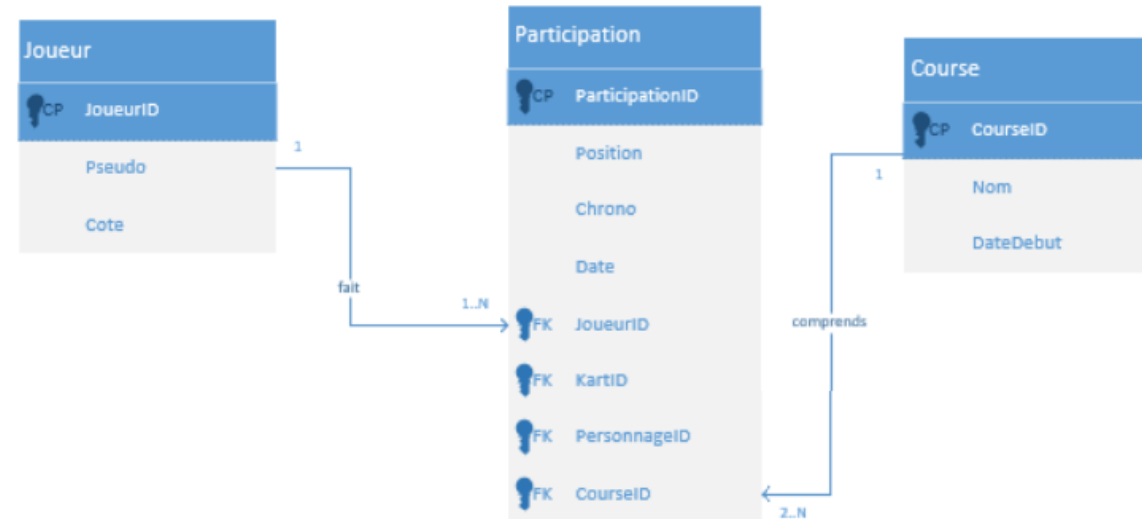 Joueur
CP JoueurID
Pseudo
Cote
1
fait
1..N
Participation
CP ParticipationID
Position
Chrono
Date
FK JoueurID
FK KartID
FK PersonnageID
FK CourseID
Course
CP CourseID
Nom
DateDebut
1
comprends
2..N